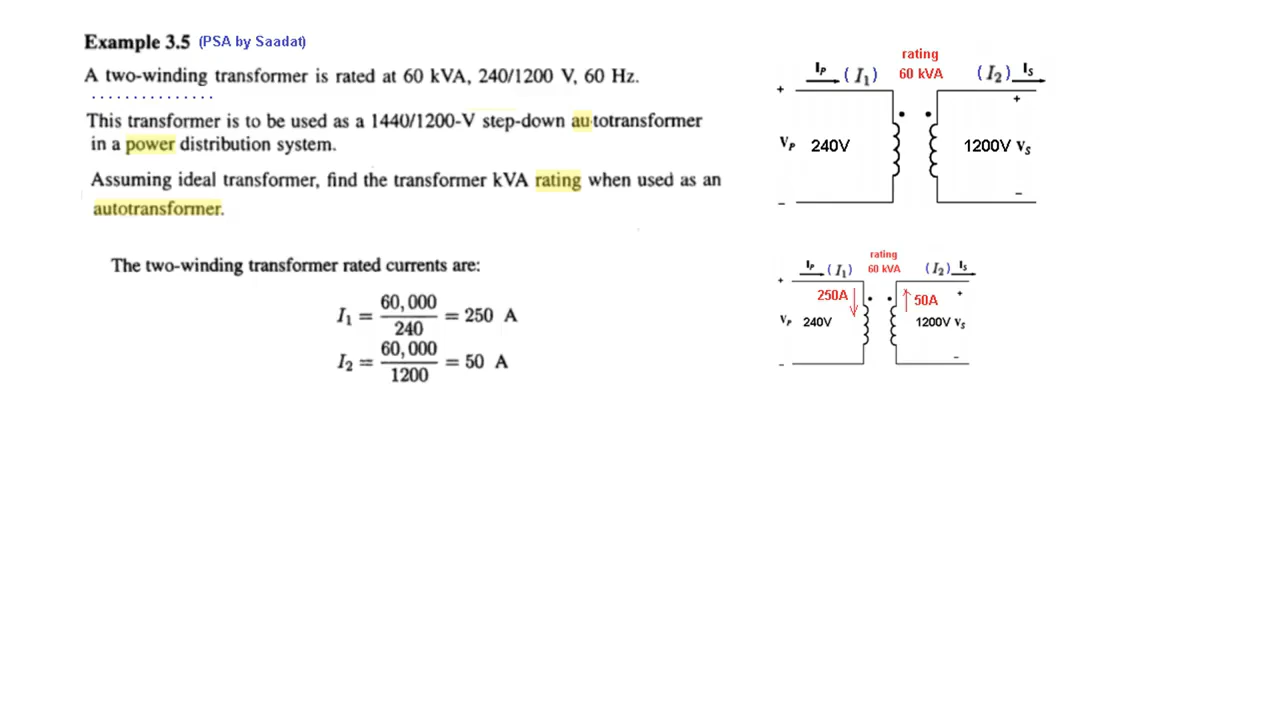 Example 3.5 (PSA by Saadat)
A two-winding transformer is rated at 60 kVA, 240/1200 V, 60 Hz.
This transformer is to be used as a 1440/1200-V step-down autotransformer
in a power distribution system.
Assuming ideal transformer, find the transformer kVA rating when used as an
autotransformer.
The two-winding transformer rated currents are:
I₁ = 60,000 / 240 = 250 A
I₂ = 60,000 / 1200 = 50 A
rating
Iₚ (I₁) 60 kVA (I₂) Iₛ
+ +
Vₚ 240V 1200V Vₛ
− −
rating
Iₚ (I₁) 60 kVA (I₂) Iₛ
+ 250A 50A +
Vₚ 240V 1200V Vₛ
− −